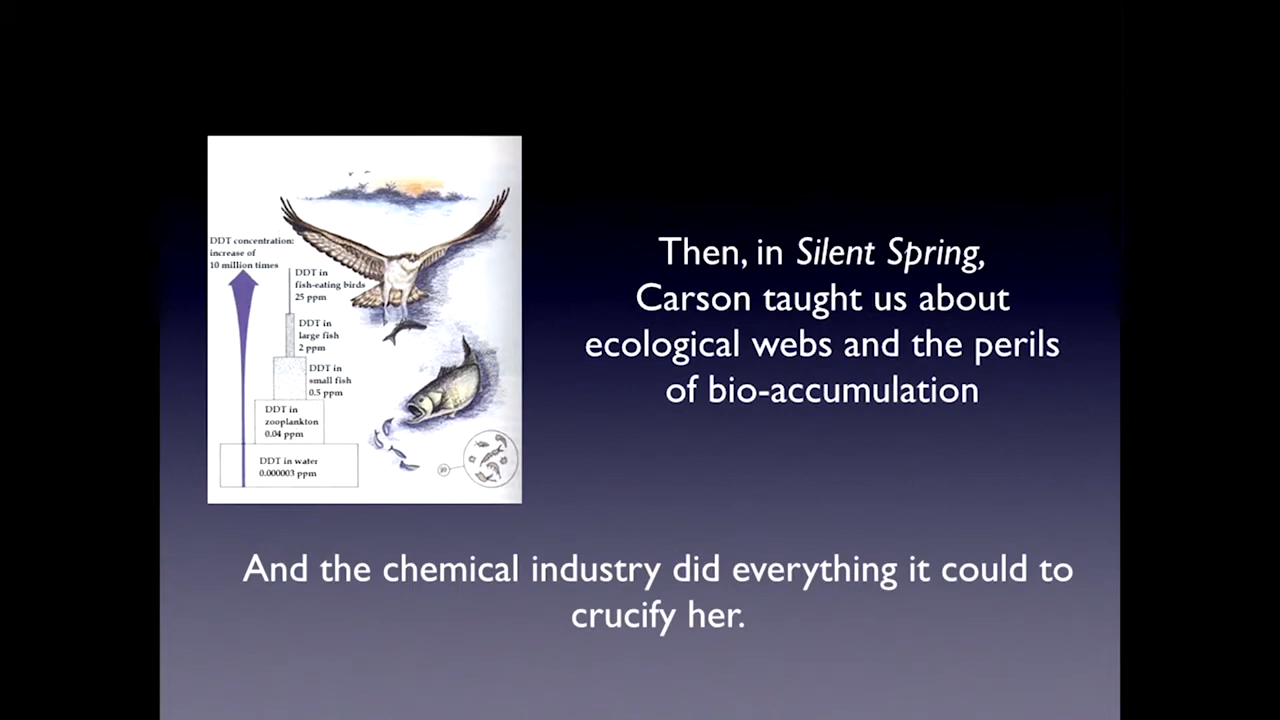 DDT concentration:
increase of
10 million times
DDT in
fish-eating birds
25 ppm
DDT in
large fish
2 ppm
DDT in
small fish
0.5 ppm
DDT in
zooplankton
0.04 ppm
DDT in water
0.000003 ppm
Then, in Silent Spring,
Carson taught us about
ecological webs and the perils
of bio-accumulation
And the chemical industry did everything it could to
crucify her.